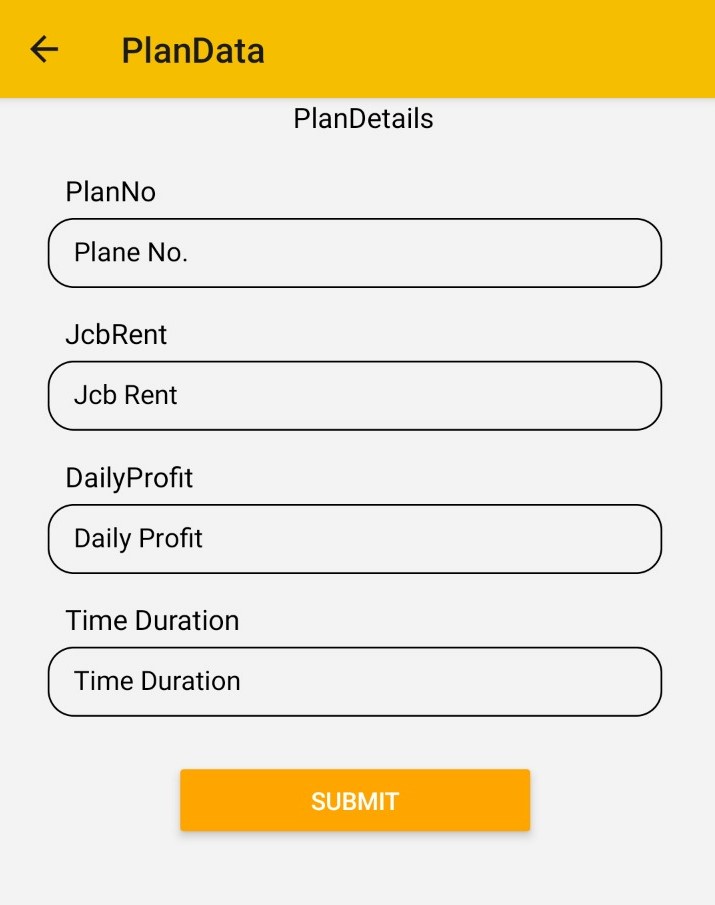 PlanData
PlanDetails
PlanNo
Plane No.
JcbRent
Jcb Rent
DailyProfit
Daily Profit
Time Duration
Time Duration
SUBMIT